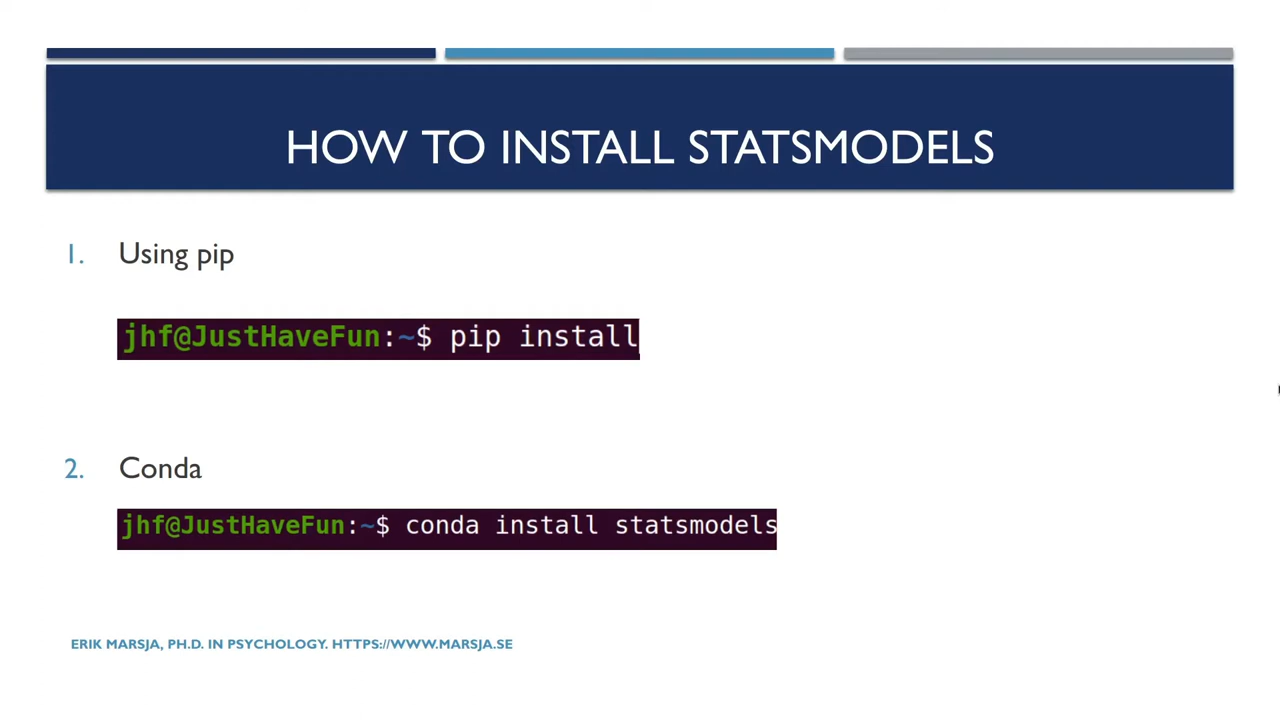 HOW TO INSTALL STATSMODELS
1. Using pip
jhf@JustHaveFun:~$ pip install
2. Conda
jhf@JustHaveFun:~$ conda install statsmodels
ERIK MARSJA, PH.D. IN PSYCHOLOGY. HTTPS://WWW.MARSJA.SE